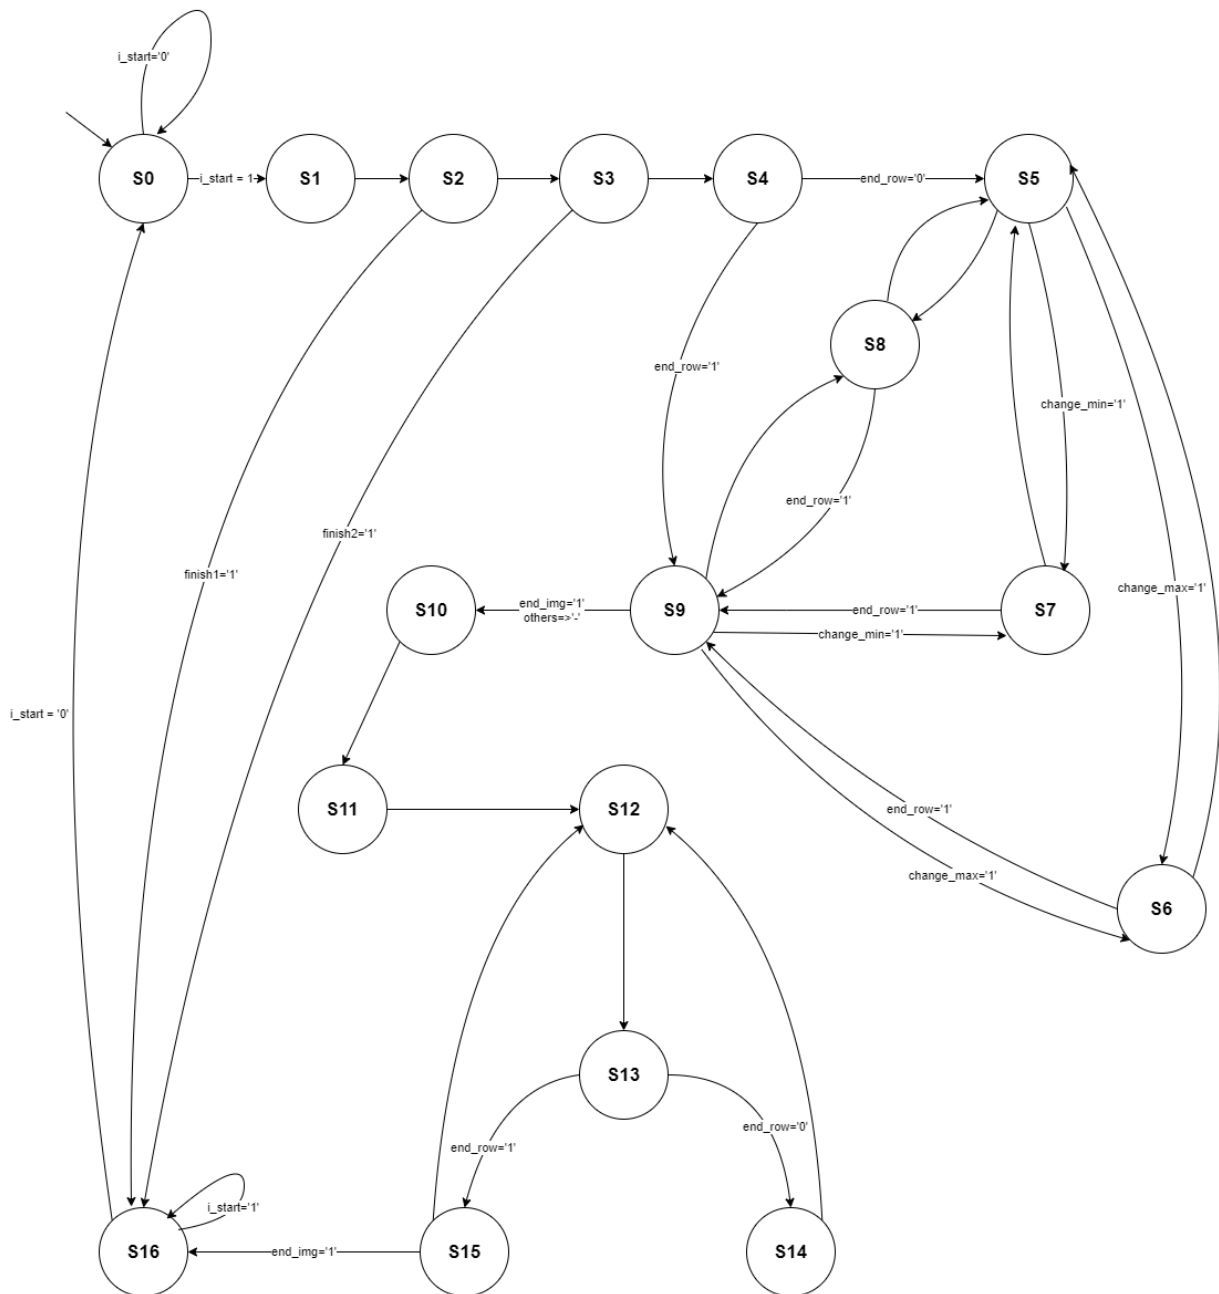 i_start='0'
S0
i_start = 1
S1
S2
S3
S4
end_row='0'
S5
S8
end_row='1'
change_min='1'
end_row='1'
finish2='1'
finish1='1'
change_max='1'
S10
end_img='1'
others=>'-'
S9
end_row='1'
change_min='1'
S7
i_start = '0'
S11
S12
end_row='1'
change_max='1'
S6
S13
end_row='1'
end_row='0'
i_start='1'
S16
end_img='1'
S15
S14